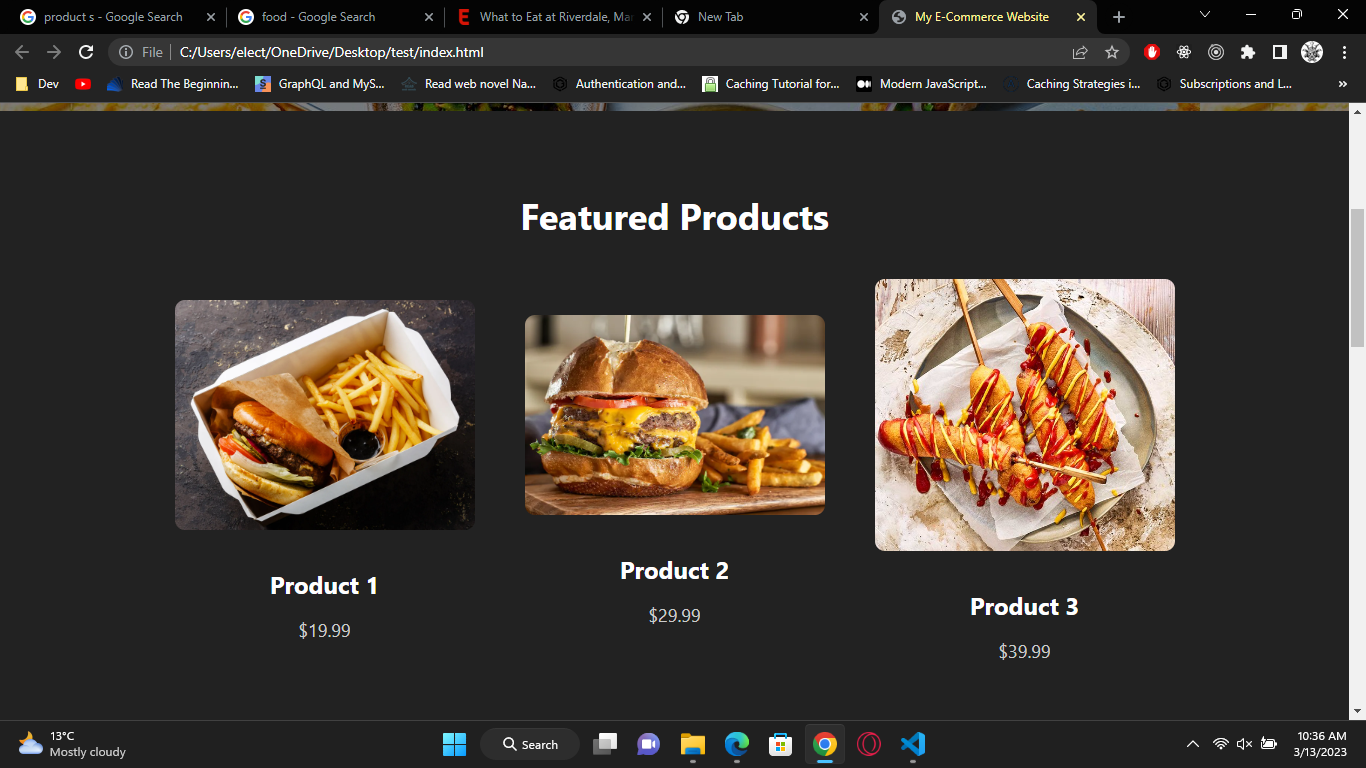 product s - Google Search
food - Google Search
What to Eat at Riverdale, Mar
New Tab
My E-Commerce Website
File
C:/Users/elect/OneDrive/Desktop/test/index.html
Dev
Read The Beginnin...
GraphQL and MyS...
Read web novel Na...
Authentication and...
Caching Tutorial for...
Modern JavaScript...
Caching Strategies i...
Subscriptions and L...
»
Featured Products
Product 1
$19.99
Product 2
$29.99
Product 3
$39.99
13°C
Mostly cloudy
Search
10:36 AM
3/13/2023